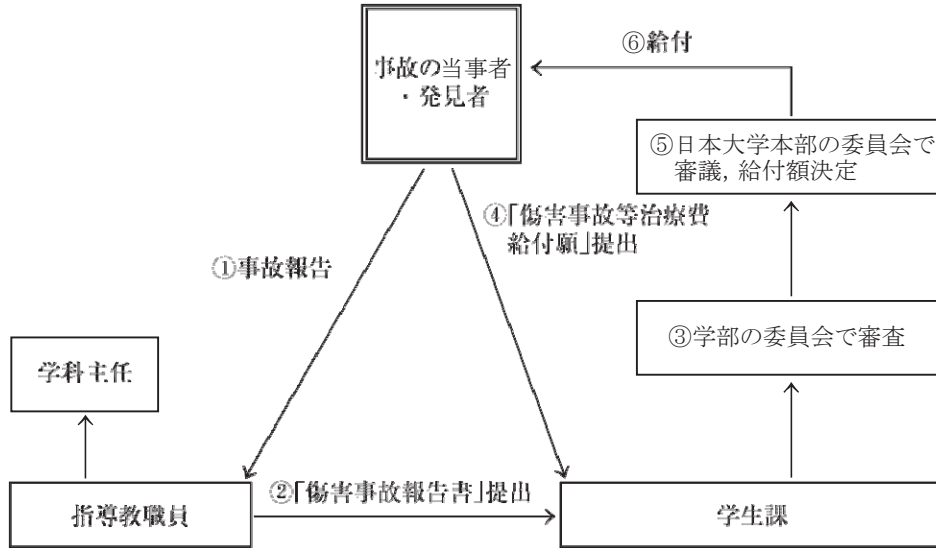 ⑥給付
事故の当事者
・発見者
⑤日本大学本部の委員会で
審議, 給付額決定
④「傷害事故等治療費
給付願」提出
①事故報告
③学部の委員会で審査
学科主任
②「傷害事故報告書」提出
指導教職員
学生課